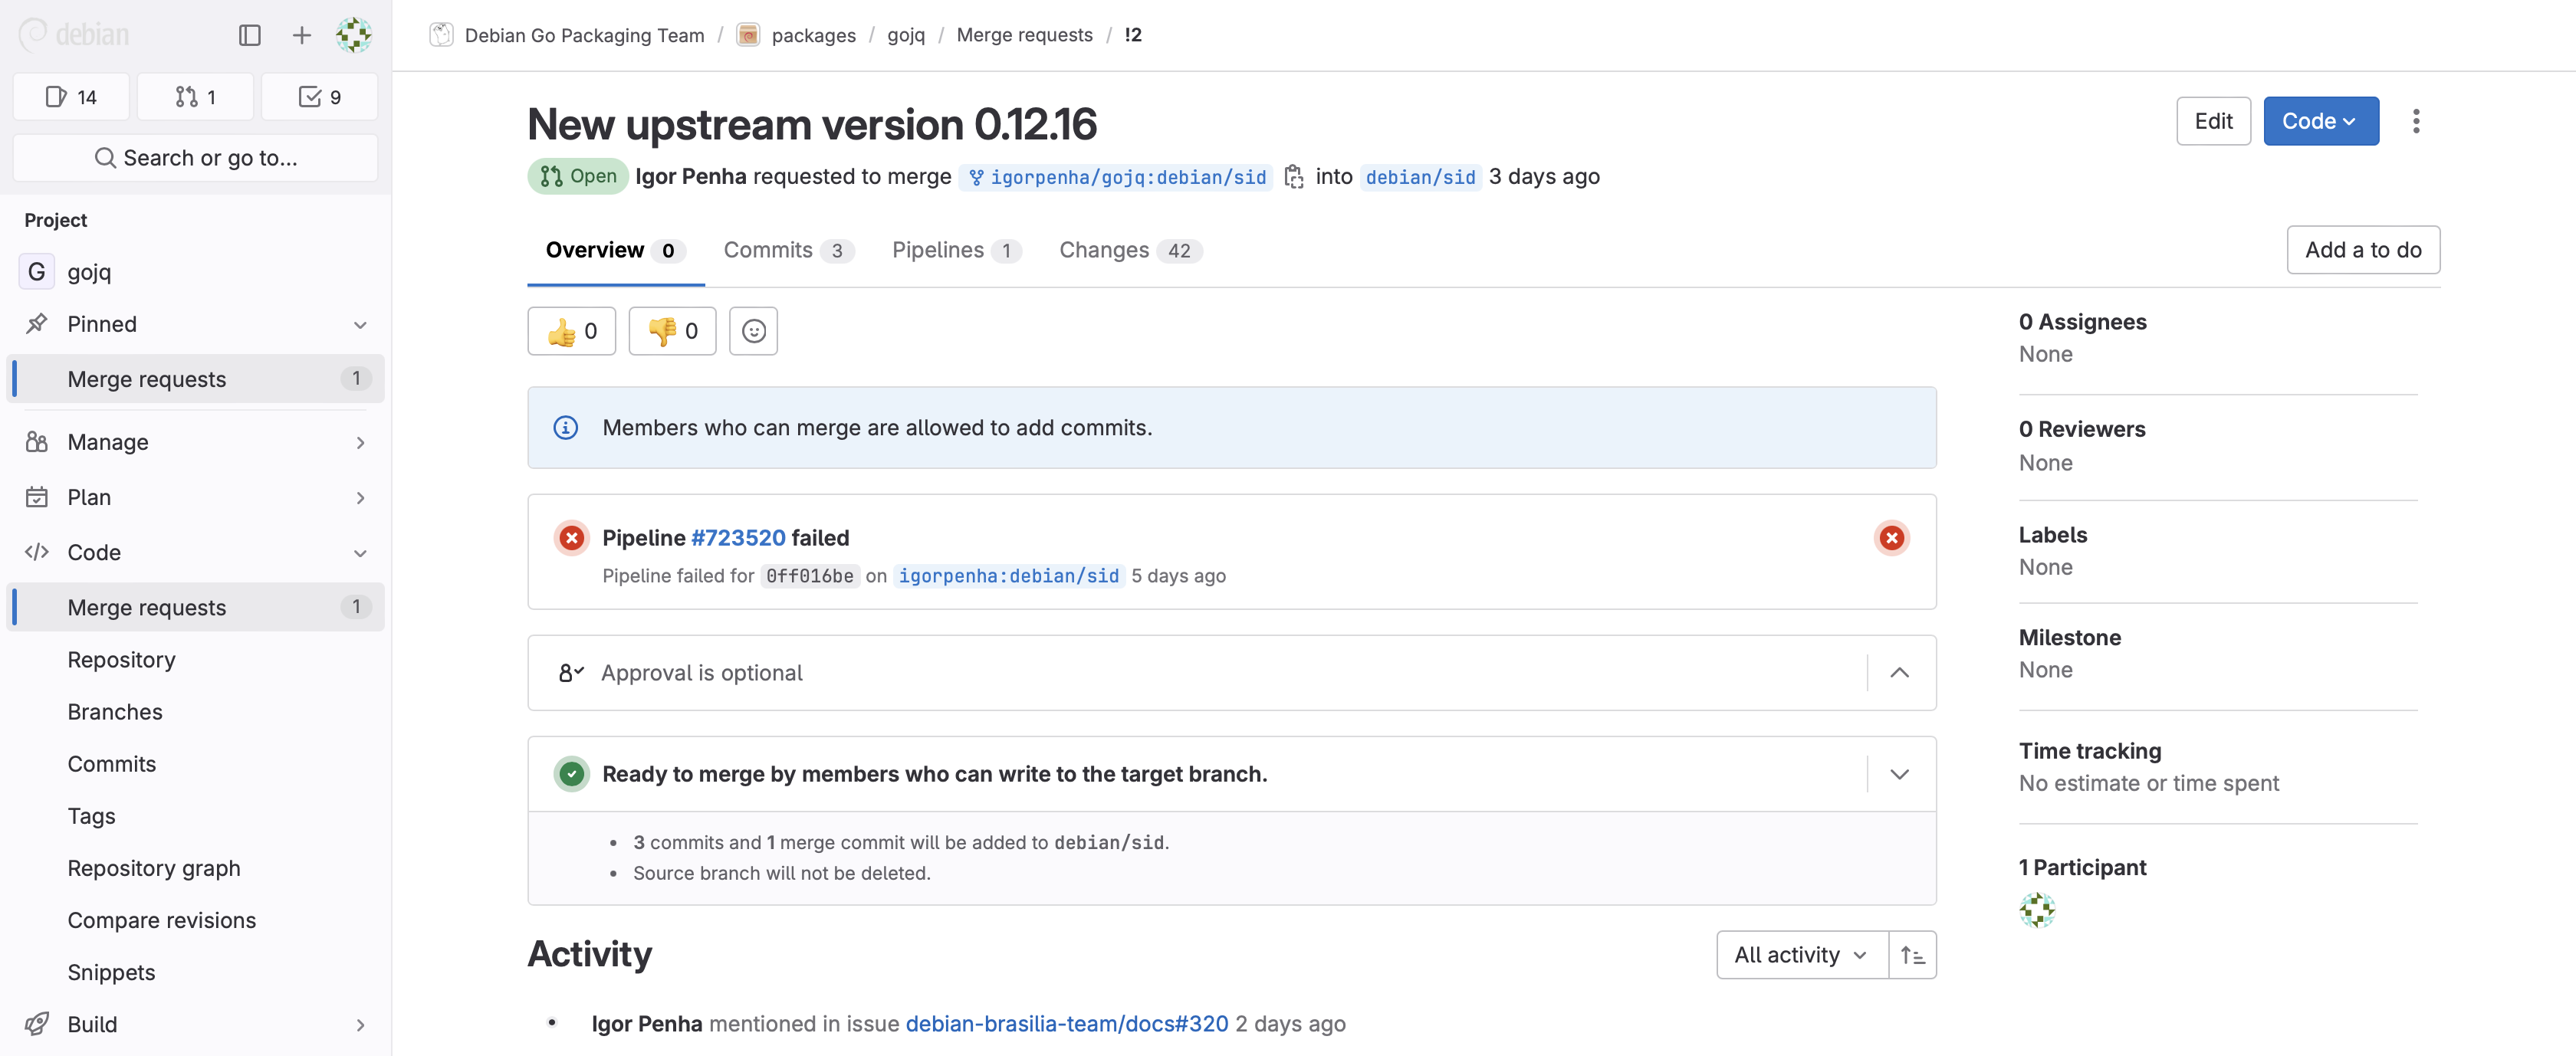 debian
14
1
9
Search or go to...
Project
G gojq
Pinned
Merge requests 1
Manage
Plan
Code
Merge requests 1
Repository
Branches
Commits
Tags
Repository graph
Compare revisions
Snippets
Build
Debian Go Packaging Team / packages / gojq / Merge requests / !2
New upstream version 0.12.16
Edit
Code
Open Igor Penha requested to merge igorpenha/gojq:debian/sid into debian/sid 3 days ago
Overview 0
Commits 3
Pipelines 1
Changes 42
Add a to do
0
0
Members who can merge are allowed to add commits.
Pipeline #723520 failed
Pipeline failed for 0ff016be on igorpenha:debian/sid 5 days ago
Approval is optional
Ready to merge by members who can write to the target branch.
• 3 commits and 1 merge commit will be added to debian/sid.
• Source branch will not be deleted.
Activity
All activity
• Igor Penha mentioned in issue debian-brasilia-team/docs#320 2 days ago
0 Assignees
None
0 Reviewers
None
Labels
None
Milestone
None
Time tracking
No estimate or time spent
1 Participant